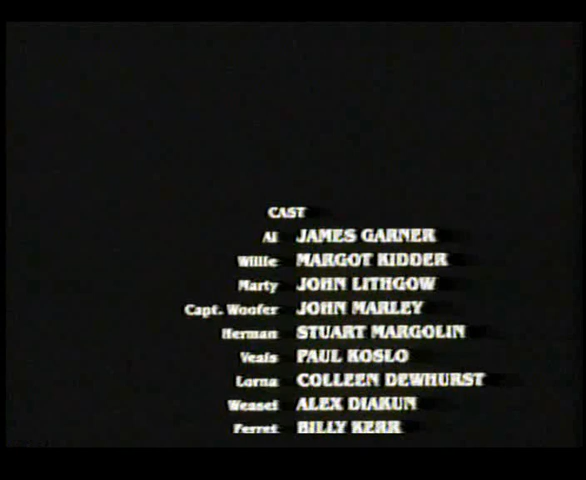 CAST
Al JAMES GARNER
Willie MARGOT KIDDER
Marty JOHN LITHGOW
Capt. Woofer JOHN MARLEY
Herman STUART MARGOLIN
Veals PAUL KOSLO
Lorna COLLEEN DEWHURST
Weasel ALEX DIAKUN
Ferret BILLY KERR